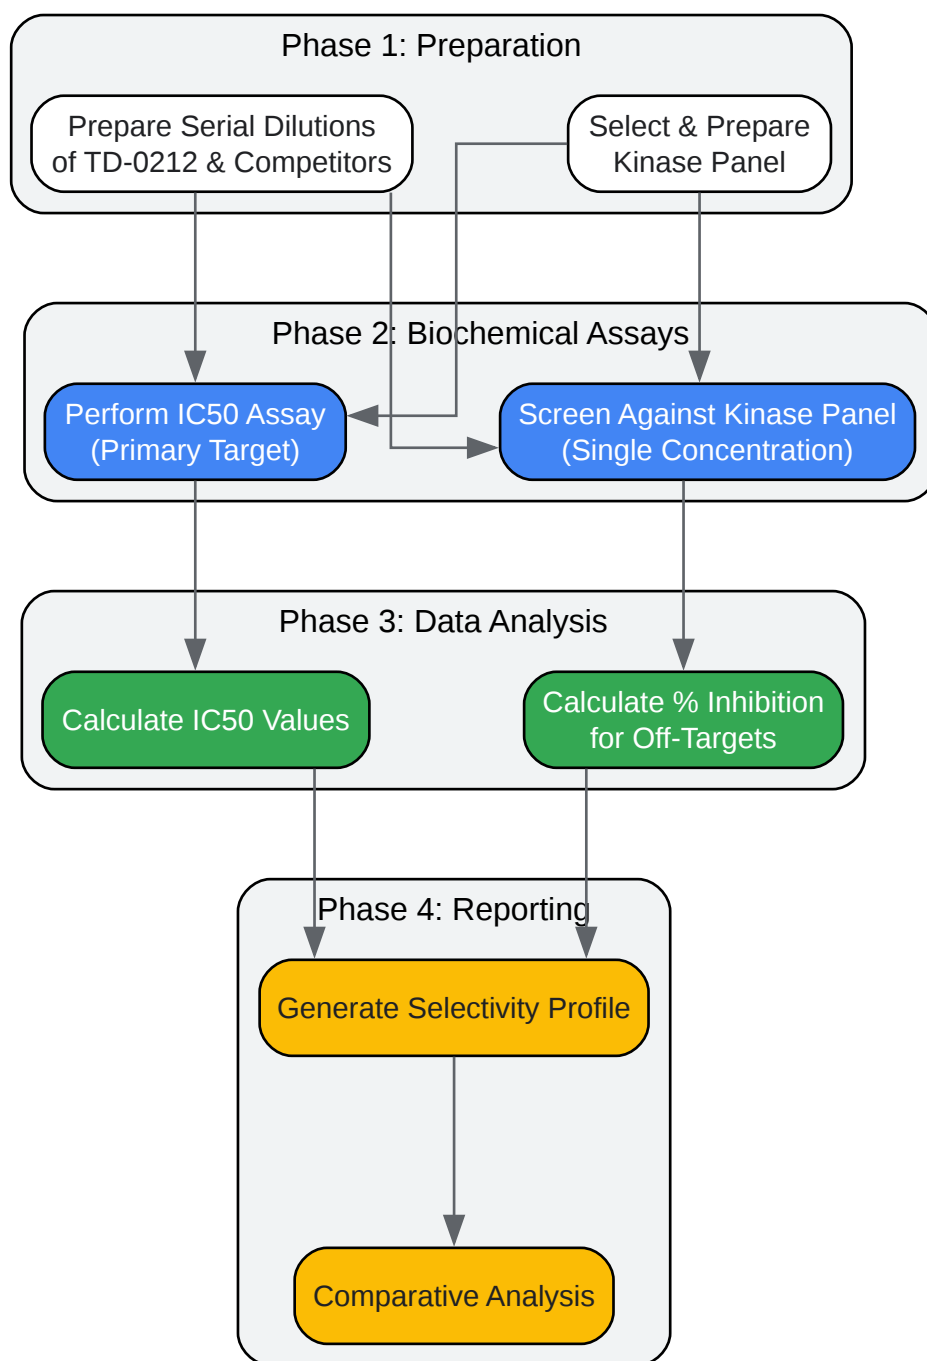 Phase 1: Preparation
Prepare Serial Dilutions
of TD-0212 & Competitors
Select & Prepare
Kinase Panel
Phase 2: Biochemical Assays
Perform IC50 Assay
(Primary Target)
Screen Against Kinase Panel
(Single Concentration)
Phase 3: Data Analysis
Calculate IC50 Values
Calculate % Inhibition
for Off-Targets
Phase 4: Reporting
Generate Selectivity Profile
Comparative Analysis